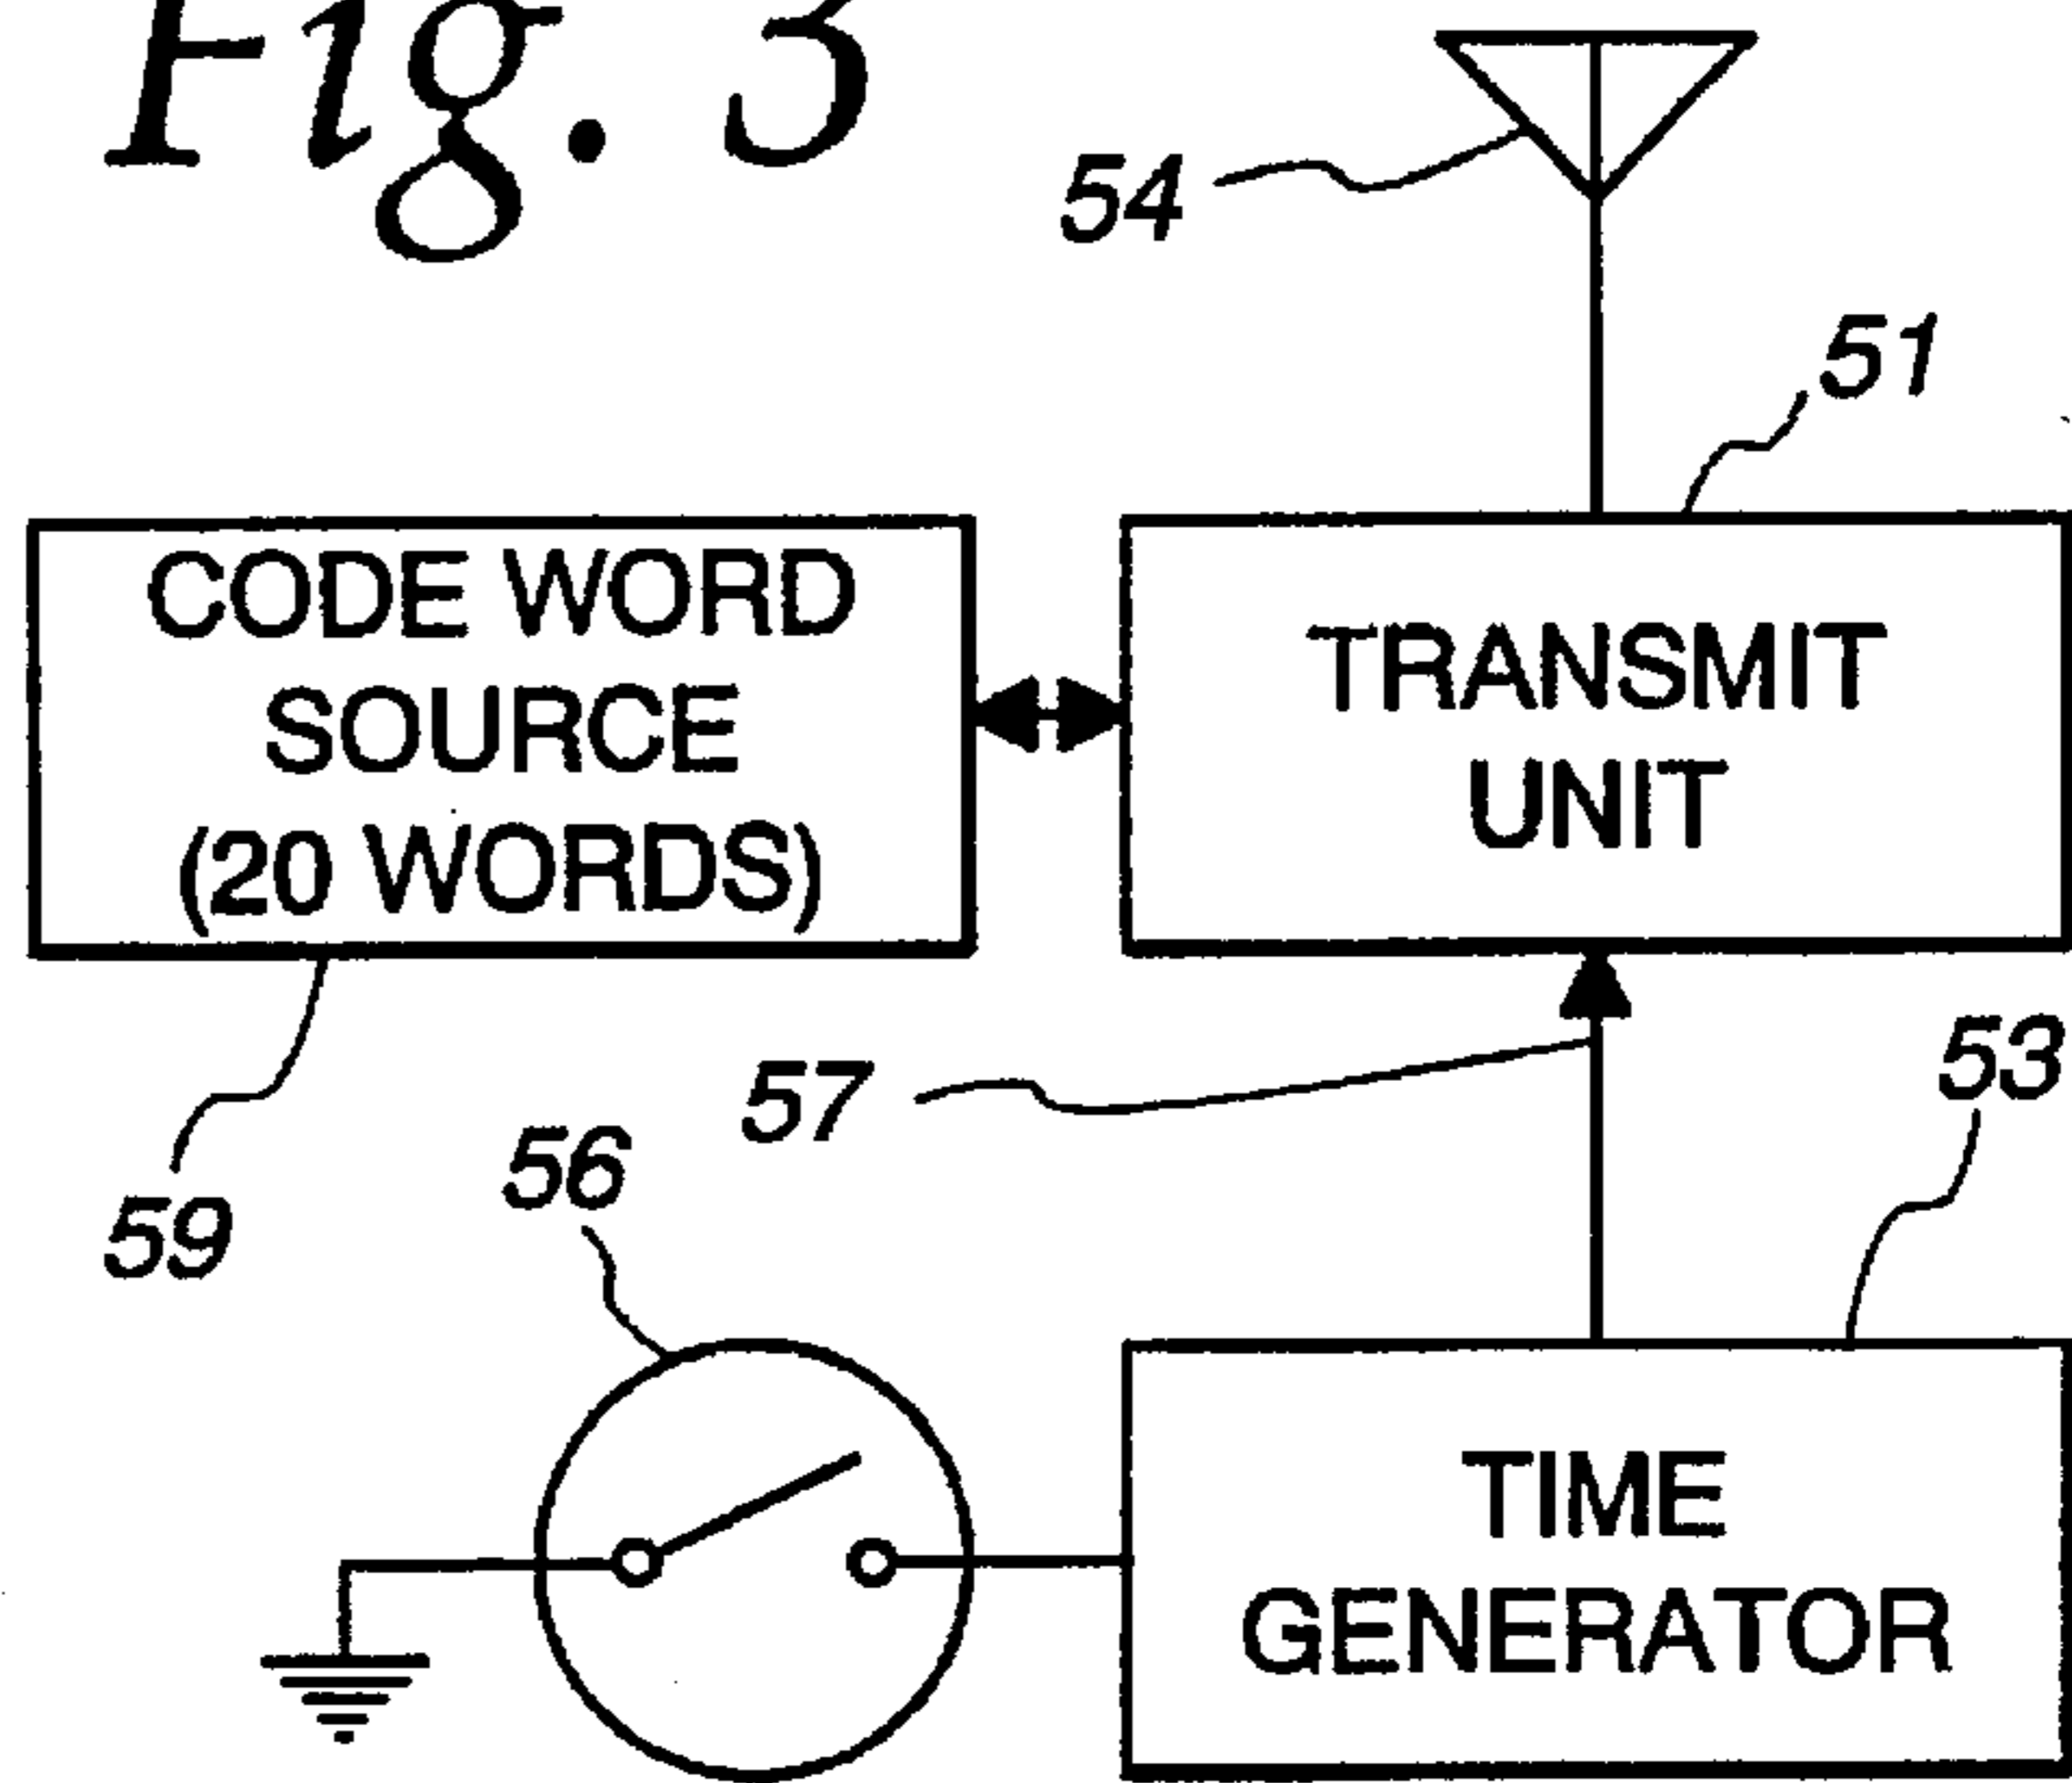 Fig. 3
54
51
CODE WORD
SOURCE
(20 WORDS)
TRANSMIT
UNIT
57
53
56
59
TIME
GENERATOR